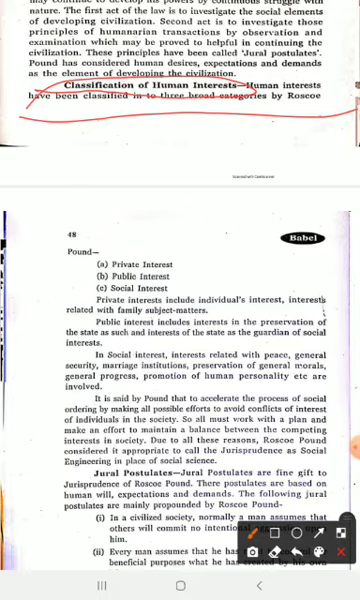 may continue to develop his powers by continuous struggle with
nature. The first act of the law is to investigate the social elements
of developing civilization. Second act is to investigate those
principles of humanarian transactions by observation and
examination which may be proved to helpful in continuing the
civilization. These principles have been called 'Jural postulates'.
Pound has considered human desires, expectations and demands
as the element of developing the civilization.
Classification of Human Interests—Human interests
have been classified in to three broad categories by Roscoe
Scanned with CamScanner
48
Babel
Pound—
(a) Private Interest
(b) Public Interest
(c) Social Interest
Private interests include individual's interest, interests
related with family subject-matters.
Public interest includes interests in the preservation of
the state as such and interests of the state as the guardian of social
interests.
In Social interest, interests related with peace, general
security, marriage institutions, preservation of general morals,
general progress, promotion of human personality etc are
involved.
It is said by Pound that to accelerate the process of social
ordering by making all possible efforts to avoid conflicts of interest
of individuals in the society. So all must work with a plan and
make an effort to maintain a balance between the competing
interests in society. Due to all these reasons, Roscoe Pound
considered it appropriate to call the Jurisprudence as Social
Engineering in place of social science.
Jural Postulates—Jural Postulates are fine gift to
Jurisprudence of Roscoe Pound. There postulates are based on
human will, expectations and demands. The following jural
postulates are mainly propounded by Roscoe Pound-
(i) In a civilized society, normally a man assumes that
others will commit no intentional upon
him.
(ii) Every man assumes that he has
beneficial purposes what he has created by his own